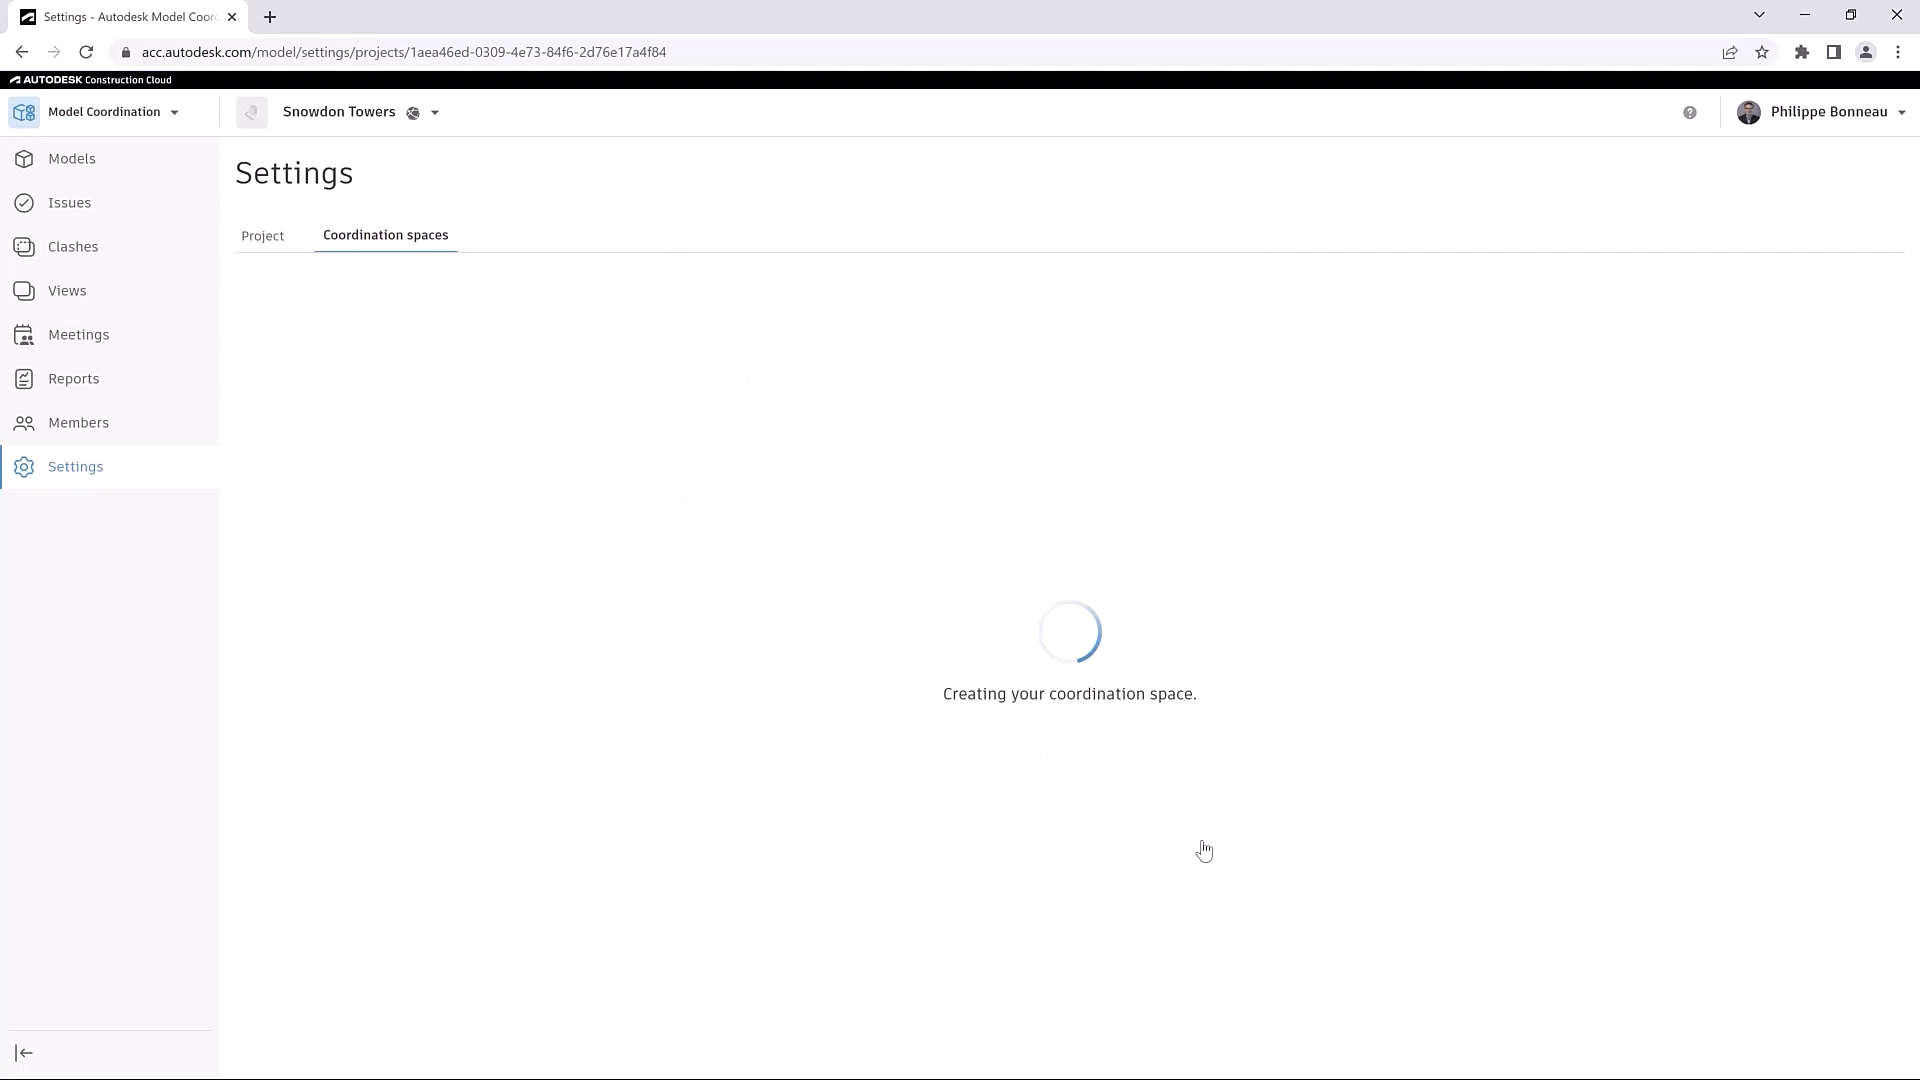 Settings - Autodesk Model Coor
acc.autodesk.com/model/settings/projects/1aea46ed-0309-4e73-84f6-2d76e17a4f84
AUTODESK Construction Cloud
Model Coordination
Snowdon Towers
Philippe Bonneau
Models
Issues
Clashes
Views
Meetings
Reports
Members
Settings
Settings
Project
Coordination spaces
Creating your coordination space.